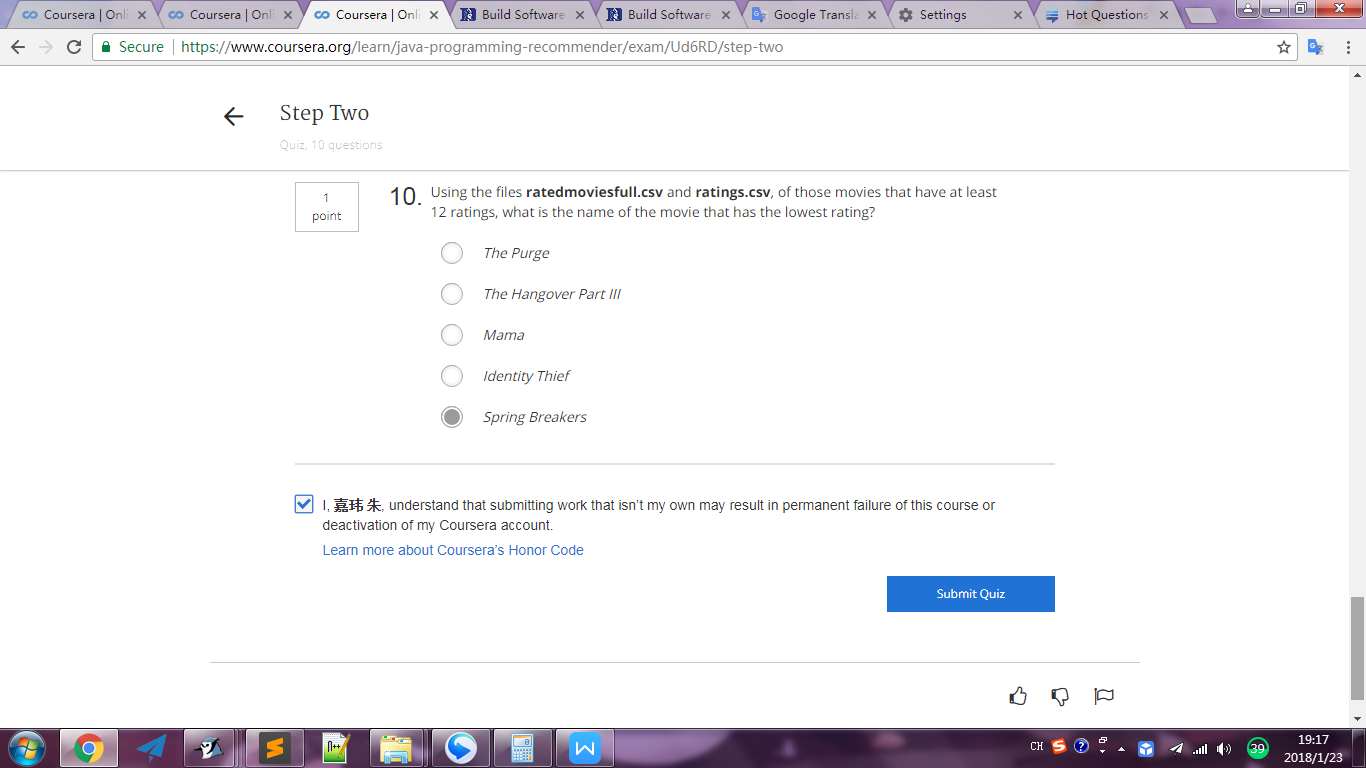 Coursera | Onli
Coursera | Onli
Coursera | Onli
Build Software
Build Software
Google Transla
Settings
Hot Questions
Secure
https://www.coursera.org/learn/java-programming-recommender/exam/Ud6RD/step-two
Step Two
Quiz, 10 questions
1
point
10. Using the files ratedmoviesfull.csv and ratings.csv, of those movies that have at least
12 ratings, what is the name of the movie that has the lowest rating?
The Purge
The Hangover Part III
Mama
Identity Thief
Spring Breakers
I, 嘉玮 朱, understand that submitting work that isn't my own may result in permanent failure of this course or
deactivation of my Coursera account.
Learn more about Coursera's Honor Code
Submit Quiz
CH
39
19:17
2018/1/23